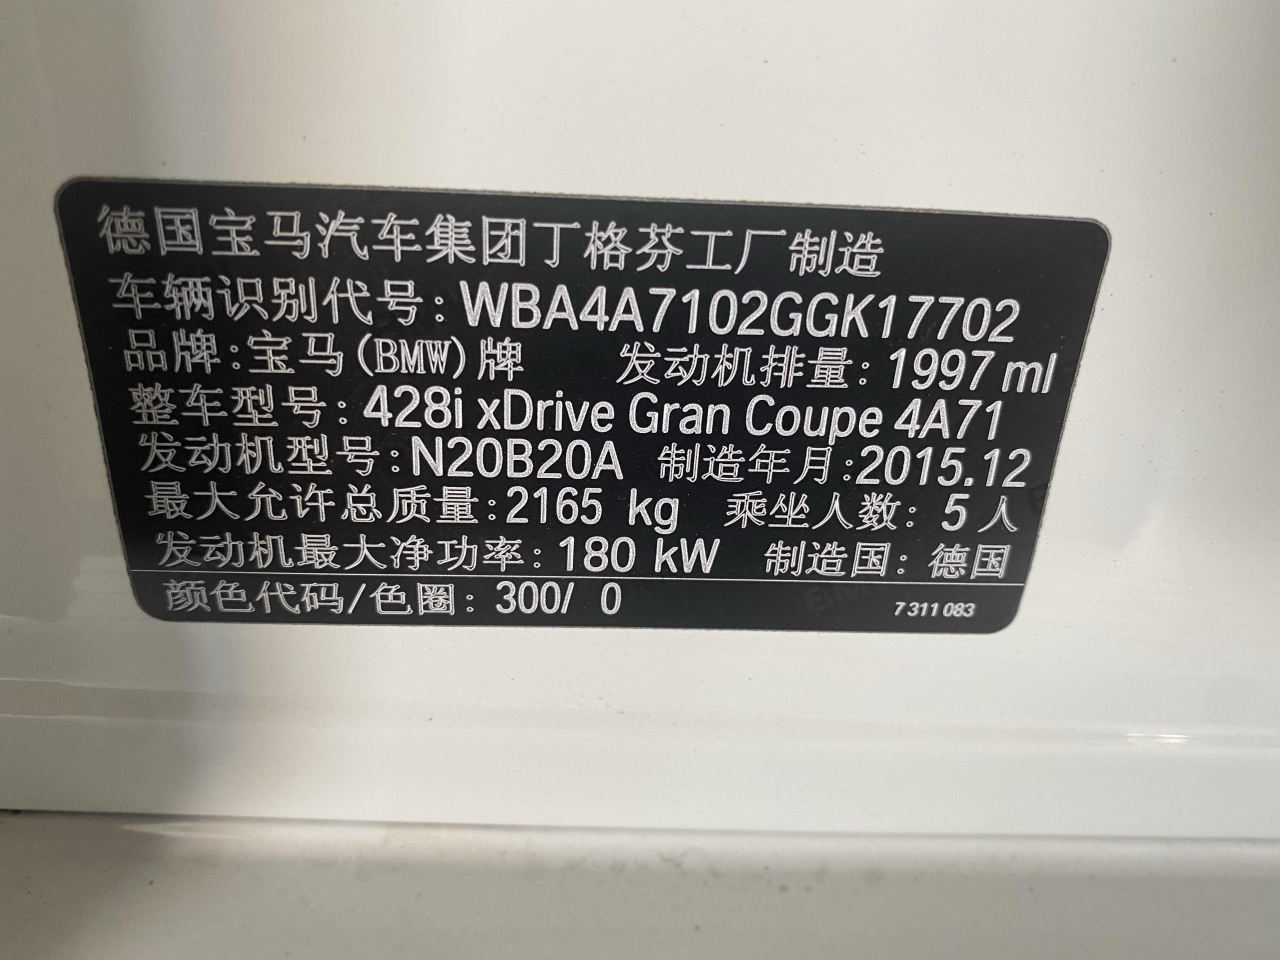 德国宝马汽车集团丁格芬工厂制造
车辆识别代号: WBA4A7102GGK17702
品牌:宝马(BMW)牌 发动机排量: 1997 ml
整车型号: 428i xDrive Gran Coupe 4A71
发动机型号:N20B20A 制造年月:2015.12
最大允许总质量:2165 kg 乘坐人数: 5人
发动机最大净功率: 180 kW 制造国: 德国
颜色代码/色圈: 300/ 0 7 311 083